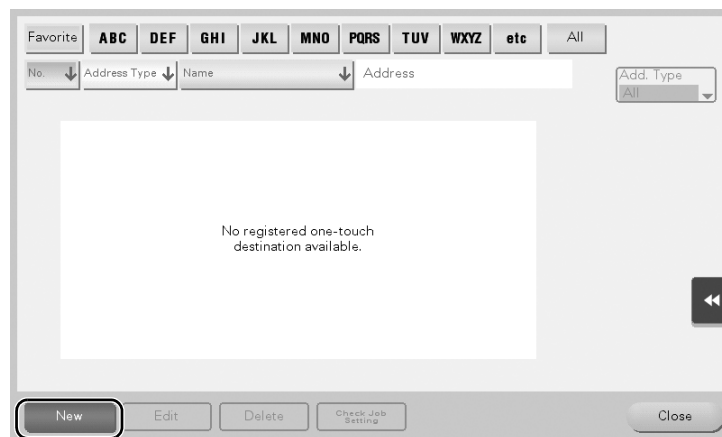 Favorite ABC DEF GHI JKL MNO PQRS TUV WXYZ etc All
No. Address Type Name Address
Add. Type
All
No registered one-touch
destination available.
New Edit Delete Check Job
Setting
Close